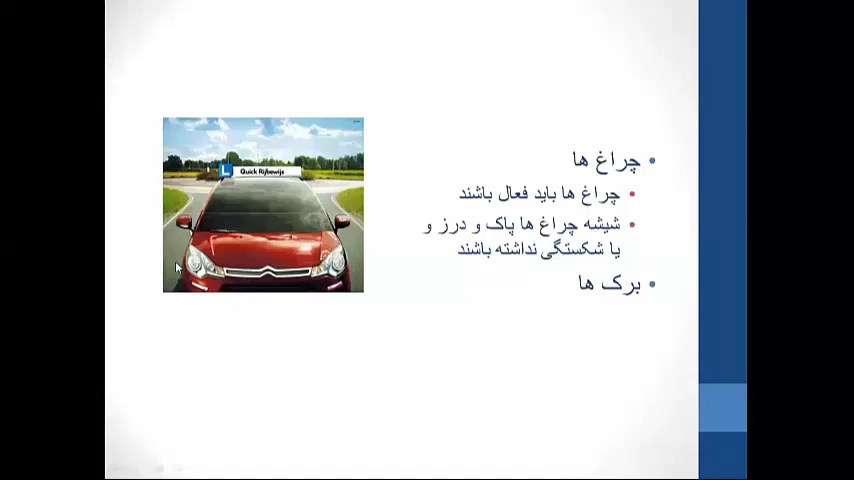 L Quick Rijbewijs
چراغ ها
چراغ ها باید فعال باشند
شیشه چراغ ها پاک و درز و
یا شکستگی نداشته باشند
برک ها